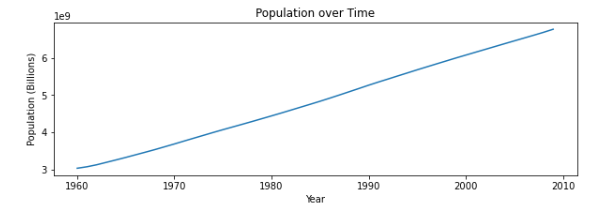 Population over Time
1e9
Population (Billions)
6
5
4
3
1960 1970 1980 1990 2000 2010
Year